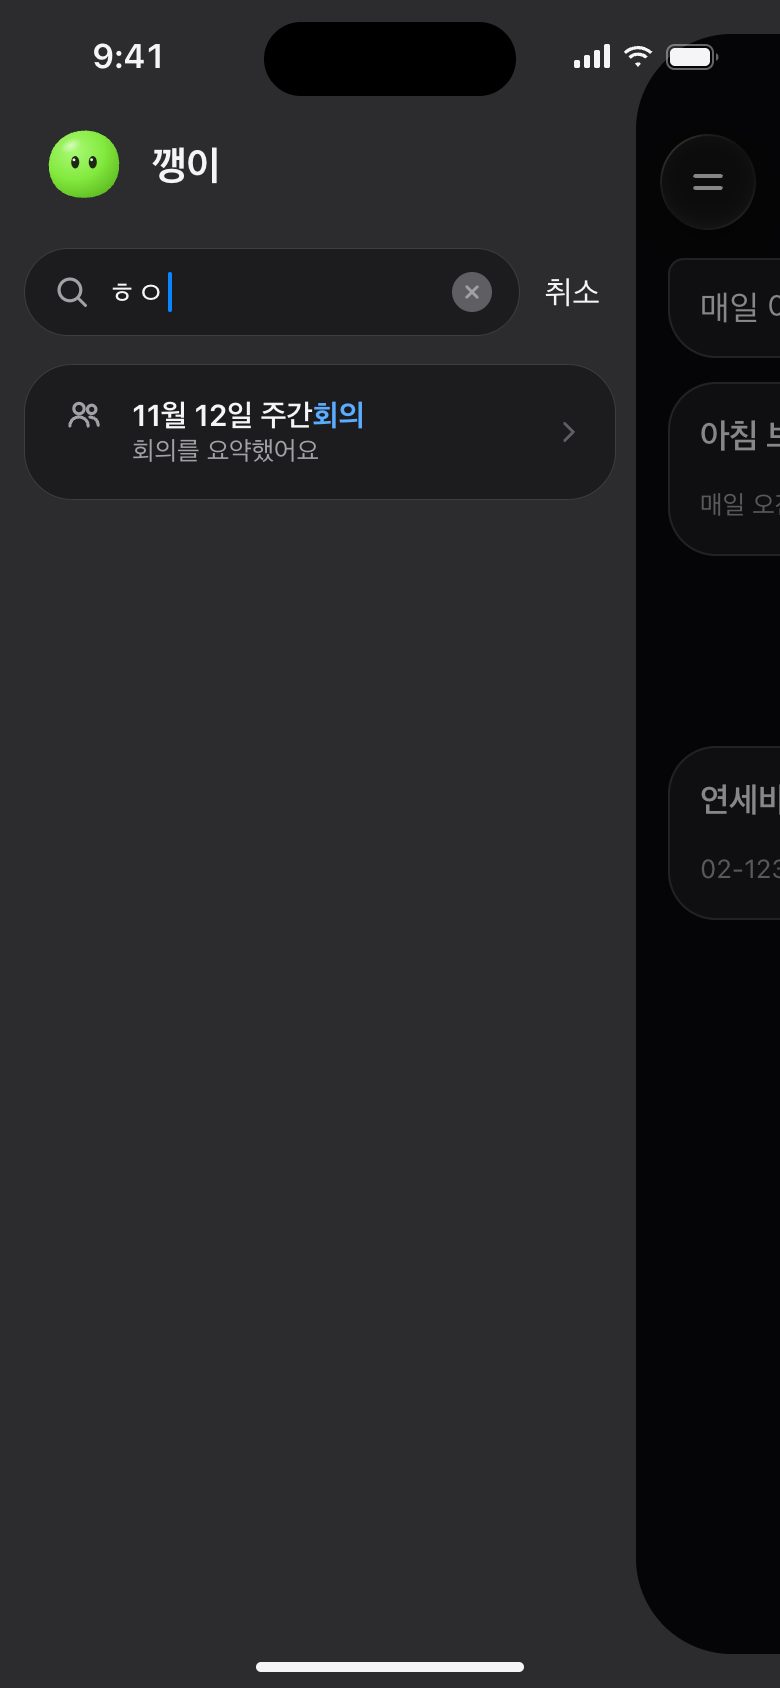 9:41
깽이
ㅎㅇ
취소
11월 12일 주간회의
회의를 요약했어요
매일
아침
매일 오
연세
02-123